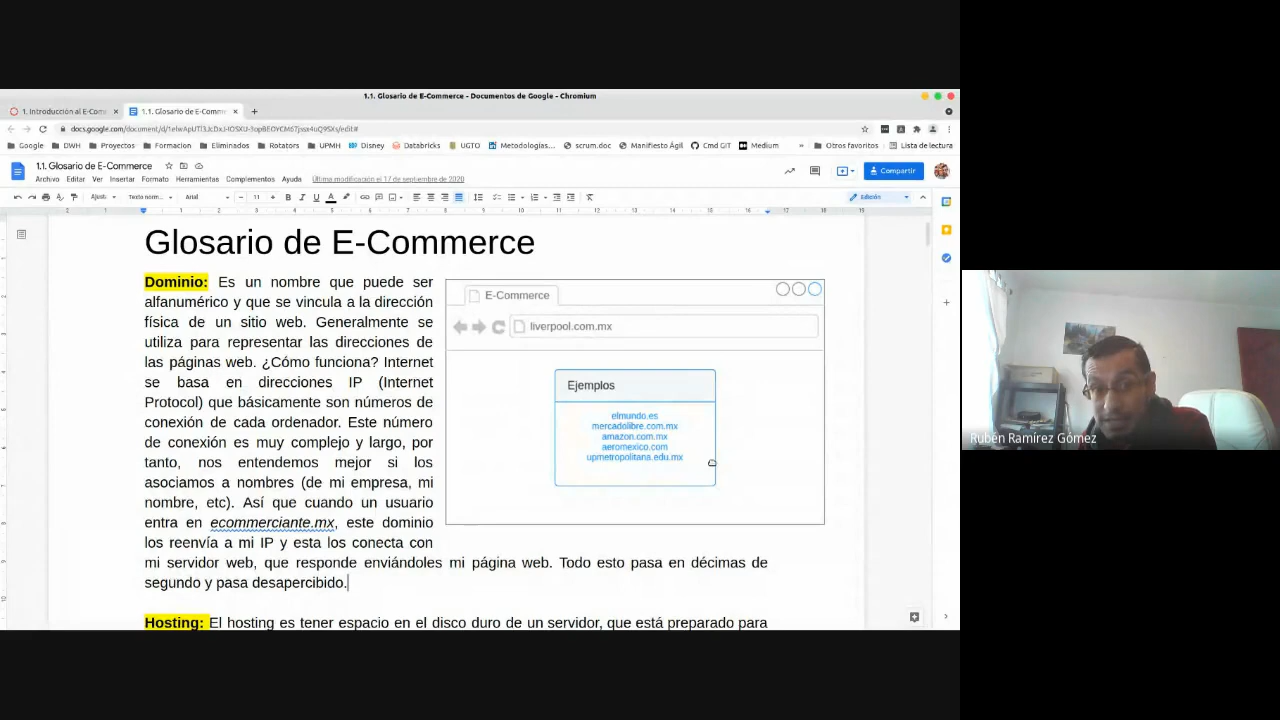 1.1. Glosario de E-Commerce - Documentos de Google - Chromium
1. Introducción al E-Com
1.1. Glosario de E-Comm
Google DWH Proyectos Formacion Eliminados Rotators UPMH Disney Databricks UGTO Metodologías... scrum.doc Manifiesto Ágil Cmd GIT Medium Otros favoritos Lista de lectura
1.1. Glosario de E-Commerce
Compartir
Archivo Editar Ver Insertar Formato Herramientas Complementos Ayuda Última modificación el 17 de septiembre de 2020
Texto norm... Arial 11 Edición
Glosario de E-Commerce
Dominio: Es un nombre que puede ser
alfanumérico y que se vincula a la dirección
física de un sitio web. Generalmente se
utiliza para representar las direcciones de
las páginas web. ¿Cómo funciona? Internet
se basa en direcciones IP (Internet
Protocol) que básicamente son números de
conexión de cada ordenador. Este número
de conexión es muy complejo y largo, por
tanto, nos entendemos mejor si los
asociamos a nombres (de mi empresa, mi
nombre, etc). Así que cuando un usuario
entra en ecommerciante.mx, este dominio
los reenvía a mi IP y esta los conecta con
mi servidor web, que responde enviándoles mi página web. Todo esto pasa en décimas de
segundo y pasa desapercibido.
E-Commerce
liverpool.com.mx
Ejemplos
elmundo.es
mercadolibre.com.mx
amazon.com.mx
aeromexico.com
upmetropolitana.edu.mx
Hosting: El hosting es tener espacio en el disco duro de un servidor, que está preparado para
Rubén Ramírez Gómez